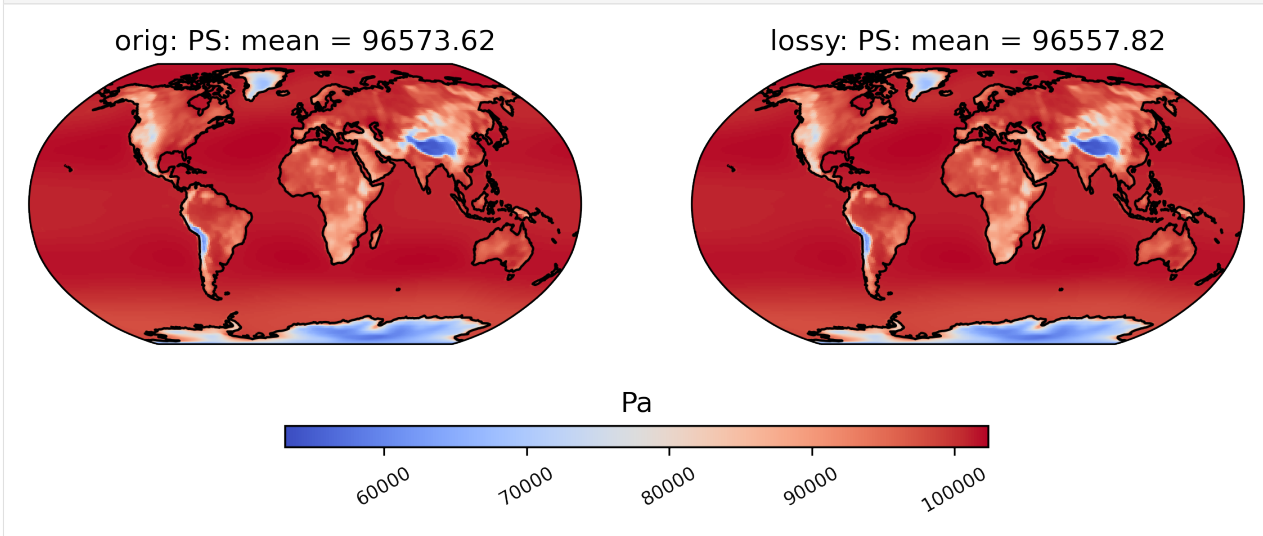 orig: PS: mean = 96573.62
lossy: PS: mean = 96557.82
Pa
60000
70000
80000
90000
100000